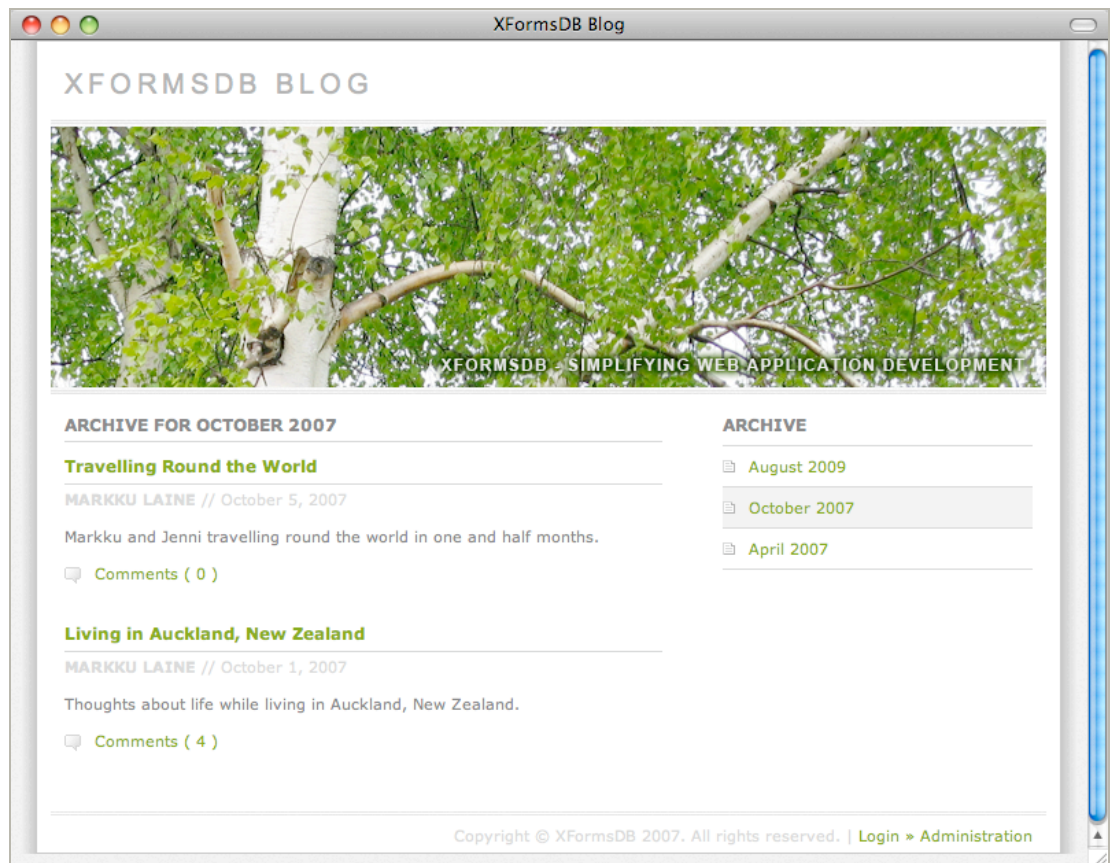 XFormsDB Blog
XFORMSDB BLOG
XFORMSDB - SIMPLIFYING WEB APPLICATION DEVELOPMENT
ARCHIVE FOR OCTOBER 2007
Travelling Round the World
MARKKU LAINE // October 5, 2007
Markku and Jenni travelling round the world in one and half months.
Comments ( 0 )
Living in Auckland, New Zealand
MARKKU LAINE // October 1, 2007
Thoughts about life while living in Auckland, New Zealand.
Comments ( 4 )
ARCHIVE
August 2009
October 2007
April 2007
Copyright © XFormsDB 2007. All rights reserved. | Login » Administration